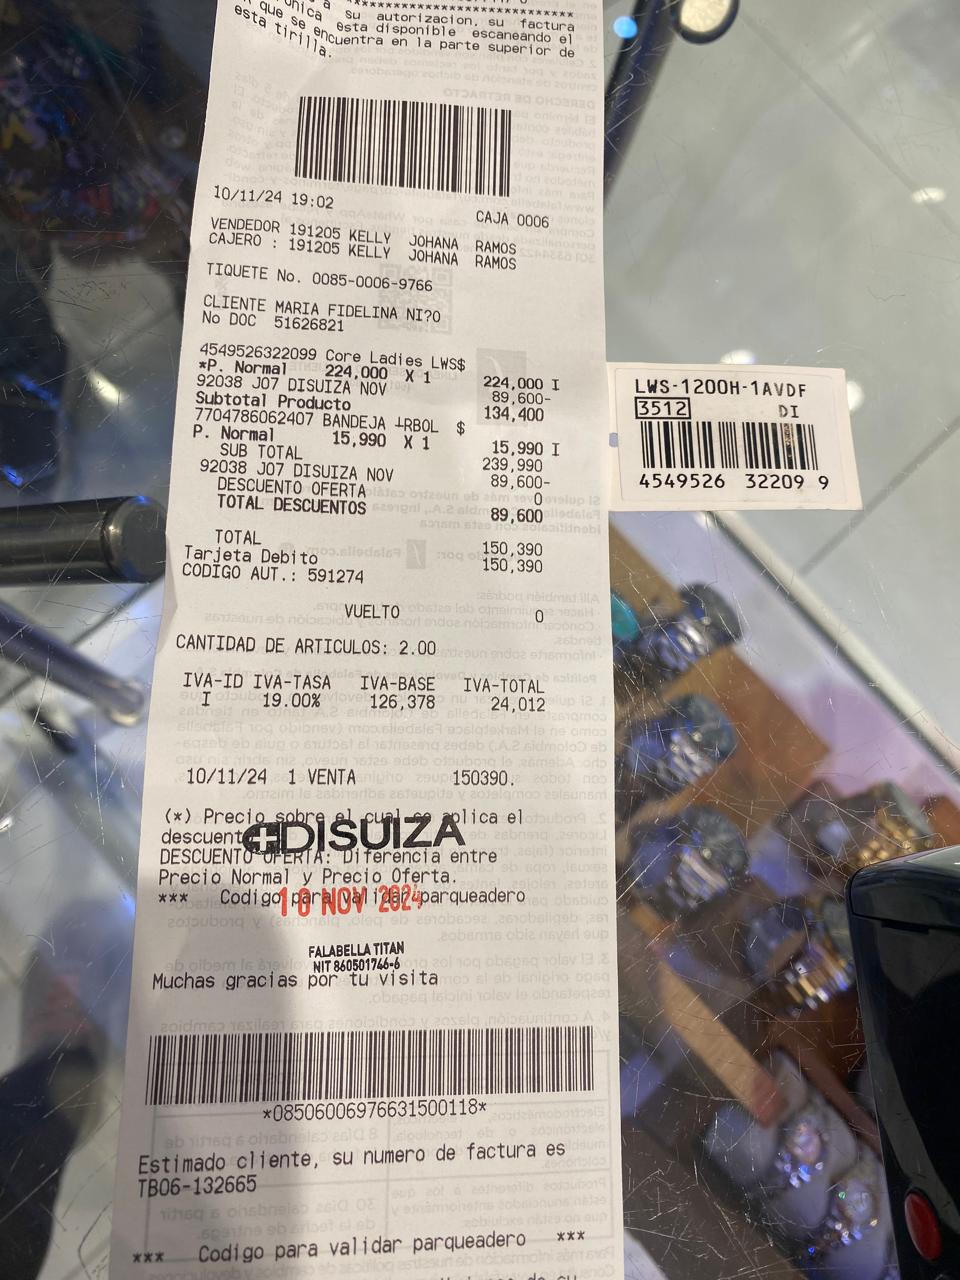 su autorizacion, su factura
única esta disponible escaneando el
que se encuentra en la parte superior de
esta tirilla.
10/11/24 19:02 CAJA 0006
VENDEDOR 191205 KELLY JOHANA RAMOS
CAJERO : 191205 KELLY JOHANA RAMOS
TIQUETE No. 0085-0006-9766
CLIENTE MARIA FIDELINA NI?O
No DOC 51626821
4549526322099 Core Ladies LWS$
*P. Normal 224,000 X 1 224,000 I
92038 J07 DISUIZA NOV 89,600-
Subtotal Producto 134,400
7704786062407 BANDEJA ┴RBOL $
P. Normal 15,990 X 1 15,990 I
SUB TOTAL 239,990
92038 J07 DISUIZA NOV 89,600-
DESCUENTO OFERTA 0
TOTAL DESCUENTOS 89,600
TOTAL 150,390
Tarjeta Debito 150,390
CODIGO AUT.: 591274
VUELTO 0
CANTIDAD DE ARTICULOS: 2.00
IVA-ID IVA-TASA IVA-BASE IVA-TOTAL
I 19.00% 126,378 24,012
10/11/24 1 VENTA 150390.
(*) Precio sobre el cual se aplica el
descuent
DISUIZA
DESCUENTO OFERTA: Diferencia entre
Precio Normal y Precio Oferta.
*** Codigo para validar parqueadero
10 NOV 2024
FALABELLA TITAN
NIT 860501746-6
Muchas gracias por tu visita
*08506006976631500118*
Estimado cliente, su numero de factura es
TB06-132665
*** Codigo para validar parqueadero ***
LWS-1200H-1AVDF
3512 DI
4549526 32209 9